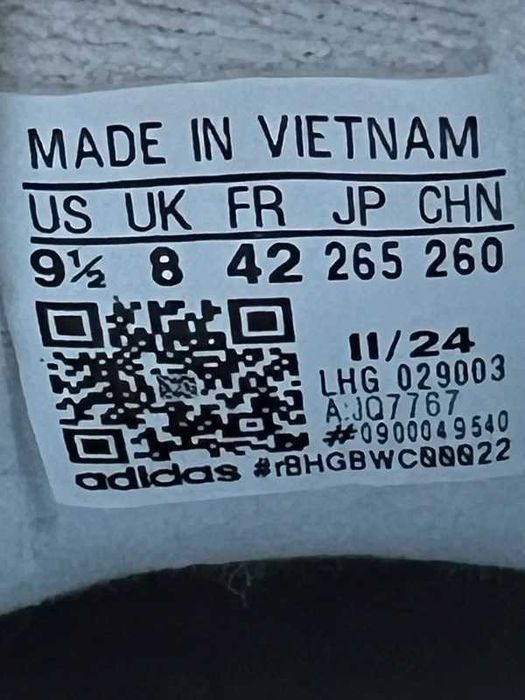 MADE IN VIETNAM
US UK FR JP CHN
9½ 8 42 265 260
11/24
LHG 029003
A:JQ7767
#0900049540
adidas #rBHGBWC00022